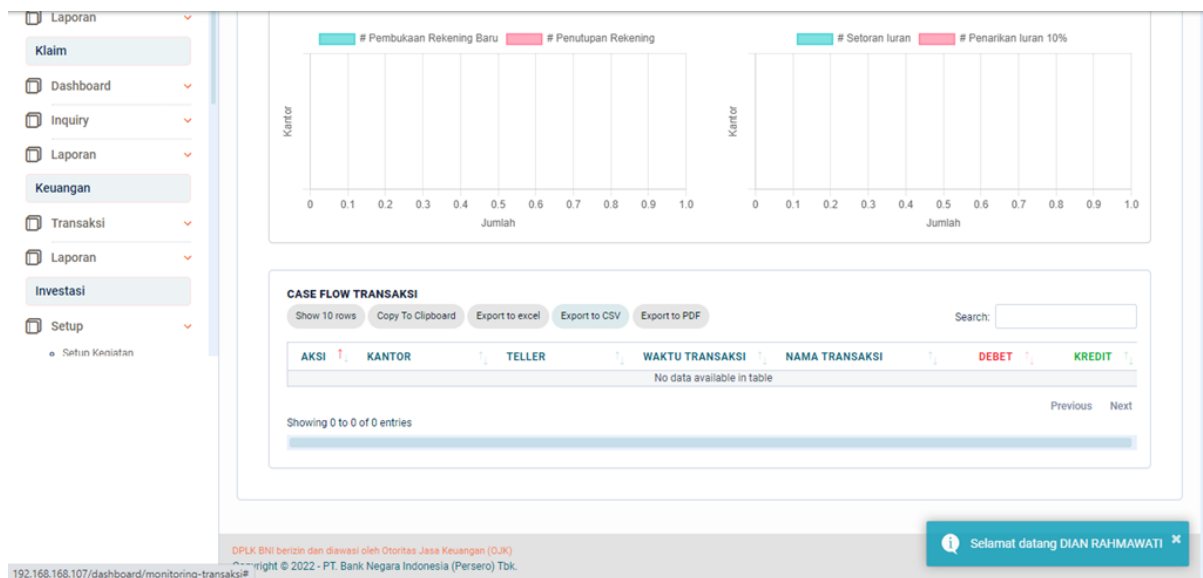 Laporan
Klaim
Dashboard
Inquiry
Laporan
Keuangan
Transaksi
Laporan
Investasi
Setup
Setup Kegiatan
# Pembukaan Rekening Baru # Penutupan Rekening
Kantor
0 0.1 0.2 0.3 0.4 0.5 0.6 0.7 0.8 0.9 1.0
Jumlah
# Setoran Iuran # Penarikan Iuran 10%
Kantor
0 0.1 0.2 0.3 0.4 0.5 0.6 0.7 0.8 0.9 1.0
Jumlah
CASE FLOW TRANSAKSI
Show 10 rows Copy To Clipboard Export to excel Export to CSV Export to PDF Search:
AKSI KANTOR TELLER WAKTU TRANSAKSI NAMA TRANSAKSI DEBET KREDIT
No data available in table
Previous Next
Showing 0 to 0 of 0 entries
Selamat datang DIAN RAHMAWATI ×
DPLK BNI berizin dan diawasi oleh Otoritas Jasa Keuangan (OJK)
Copyright © 2022 - PT. Bank Negara Indonesia (Persero) Tbk.
192.168.168.107/dashboard/monitoring-transaksi#